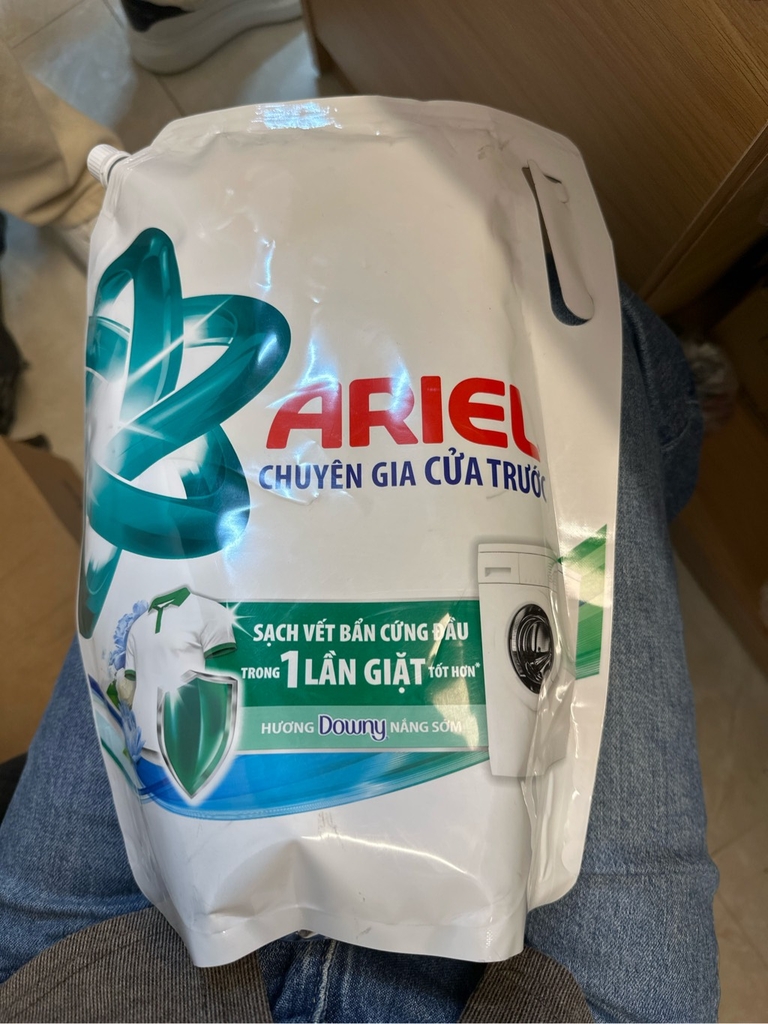 ARIEL
CHUYÊN GIA CỬA TRƯỚC
SẠCH VẾT BẨN CỨNG ĐẦU
TRONG 1 LẦN GIẶT TỐT HƠN*
HƯƠNG Downy NẮNG SỚM